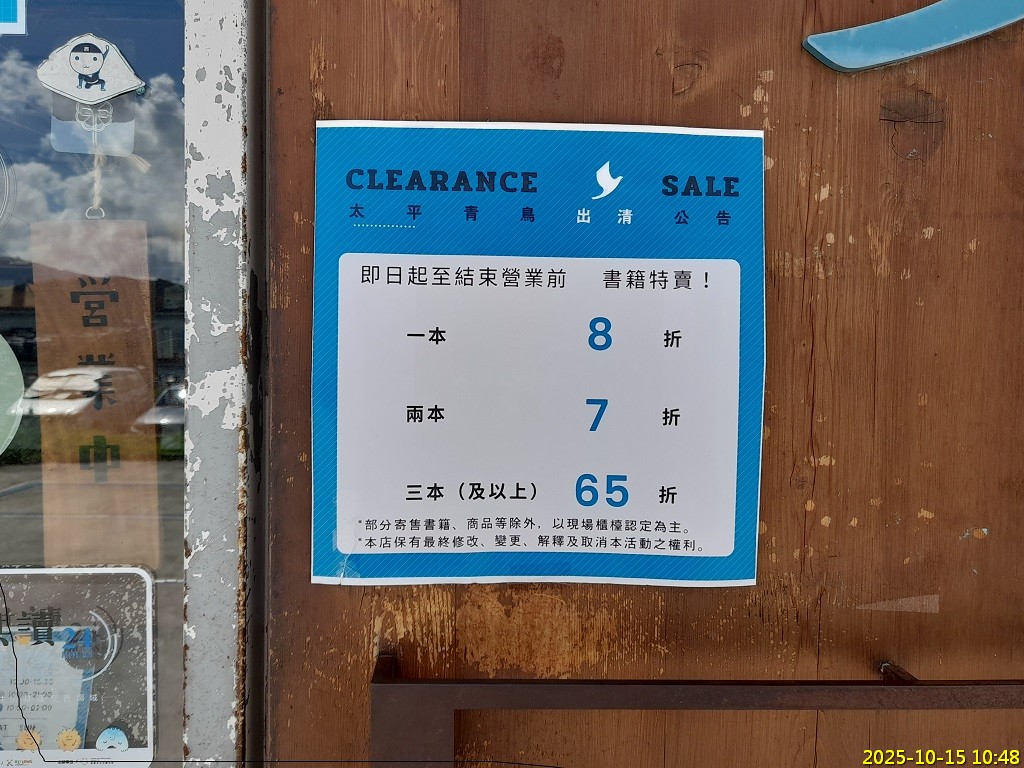 CLEARANCE SALE
太平青鳥 出清 公告
即日起至結束營業前 書籍特賣！
一本 8 折
兩本 7 折
三本（及以上） 65 折
*部分寄售書籍、商品等除外，以現場櫃檯認定為主。
*本店保有最終修改、變更、解釋及取消本活動之權利。
営業中
讀
2025-10-15 10:48